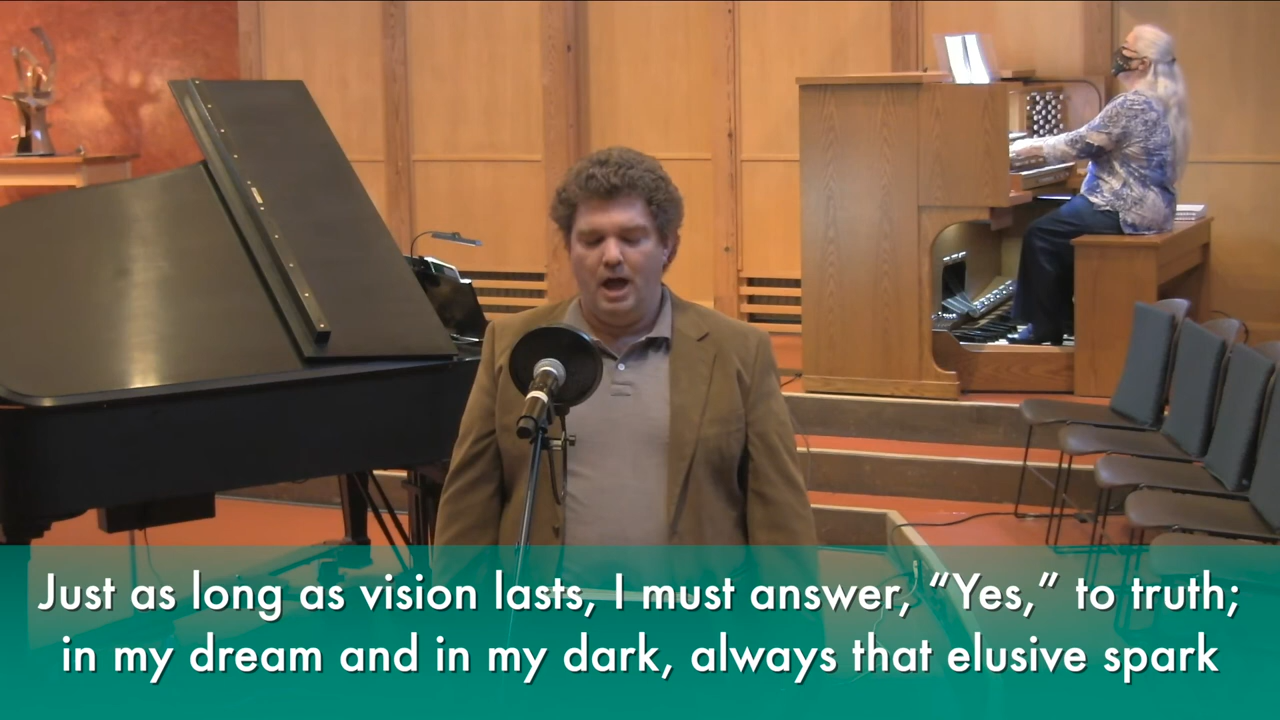 Just as long as vision lasts, I must answer, “Yes,” to truth;
in my dream and in my dark, always that elusive spark